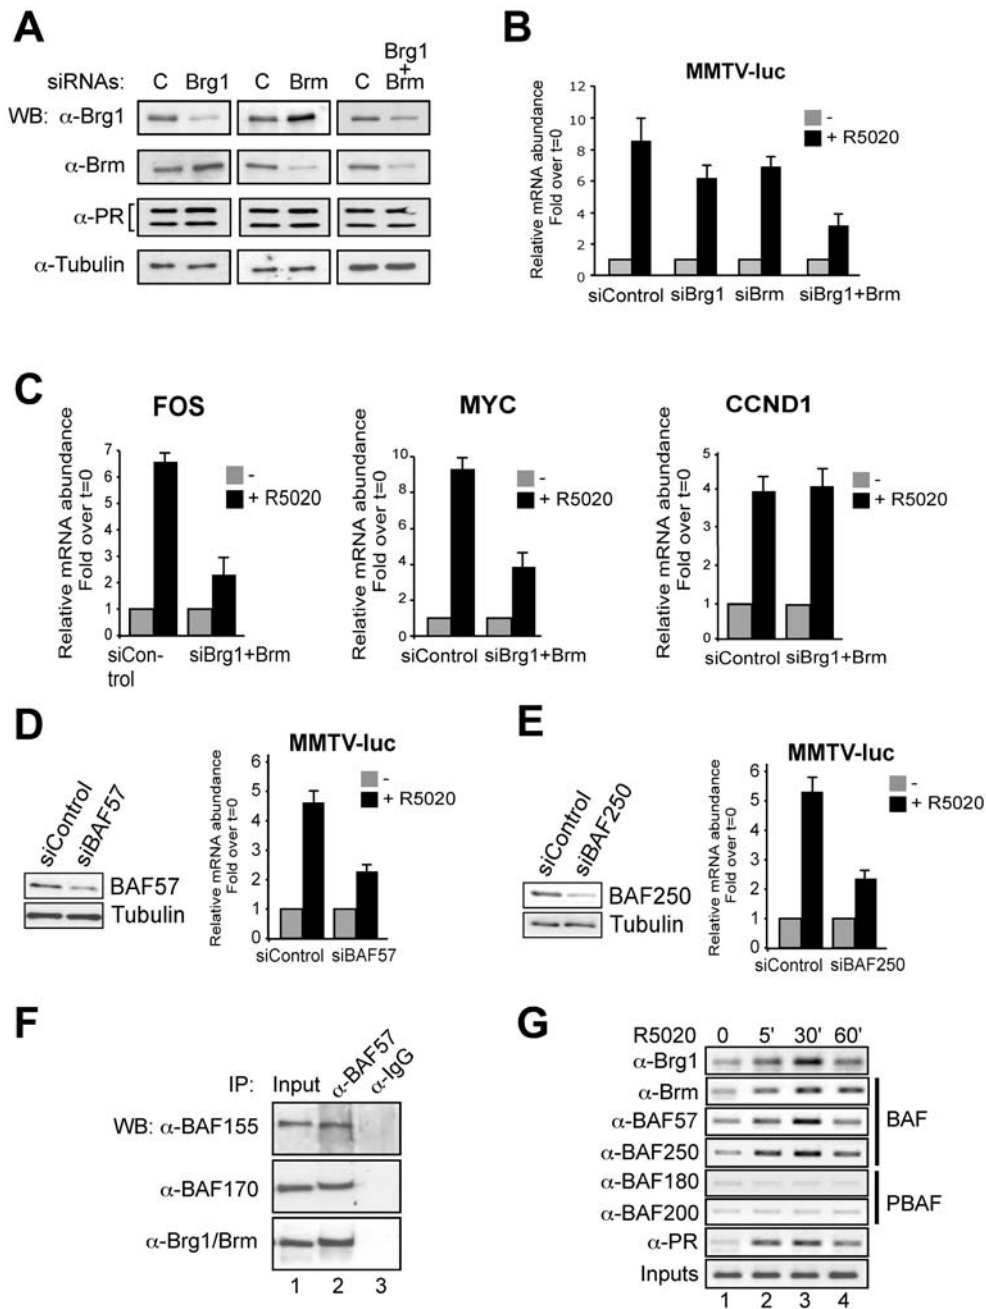 A
siRNAs: C Brg1 C Brm C Brg1 + Brm
WB: α-Brg1
α-Brm
α-PR
α-Tubulin
B
MMTV-luc
Relative mRNA abundance
Fold over t=0
12
10
8
6
4
2
0
-
+ R5020
siControl siBrg1 siBrm siBrg1+Brm
C
FOS
Relative mRNA abundance
Fold over t=0
7
6
5
4
3
2
1
0
-
+ R5020
siCon-
trol
siBrg1+Brm
MYC
Relative mRNA abundance
Fold over t=0
10
8
6
4
2
0
-
+ R5020
siControl siBrg1+Brm
CCND1
Relative mRNA abundance
Fold over t=0
5
4
3
2
1
0
-
+ R5020
siControl siBrg1+Brm
D
siControl
siBAF57
BAF57
Tubulin
MMTV-luc
Relative mRNA abundance
Fold over t=0
6
5
4
2
1
0
-
+ R5020
siControl siBAF57
E
siControl
siBAF250
BAF250
Tubulin
MMTV-luc
Relative mRNA abundance
Fold over t=0
6
5
4
3
2
1
0
-
+ R5020
siControl siBAF250
F
IP: Input α-BAF57 α-IgG
WB: α-BAF155
α-BAF170
α-Brg1/Brm
1 2 3
G
R5020 0 5' 30' 60'
α-Brg1
α-Brm
α-BAF57
α-BAF250
BAF
α-BAF180
α-BAF200
PBAF
α-PR
Inputs
1 2 3 4